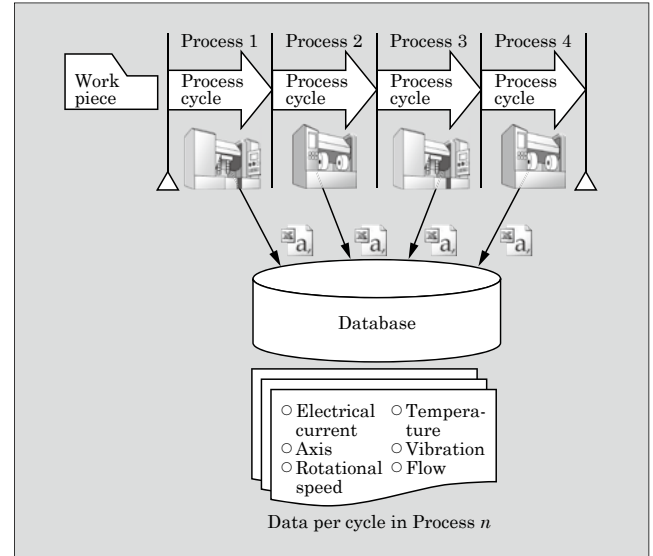 Process 1 Process 2 Process 3 Process 4
Work
piece
Process
cycle
Process
cycle
Process
cycle
Process
cycle
a,
a,
a,
a,
Database
○ Electrical
current
○ Axis
○ Rotational
speed
○ Tempera-
ture
○ Vibration
○ Flow
Data per cycle in Process n